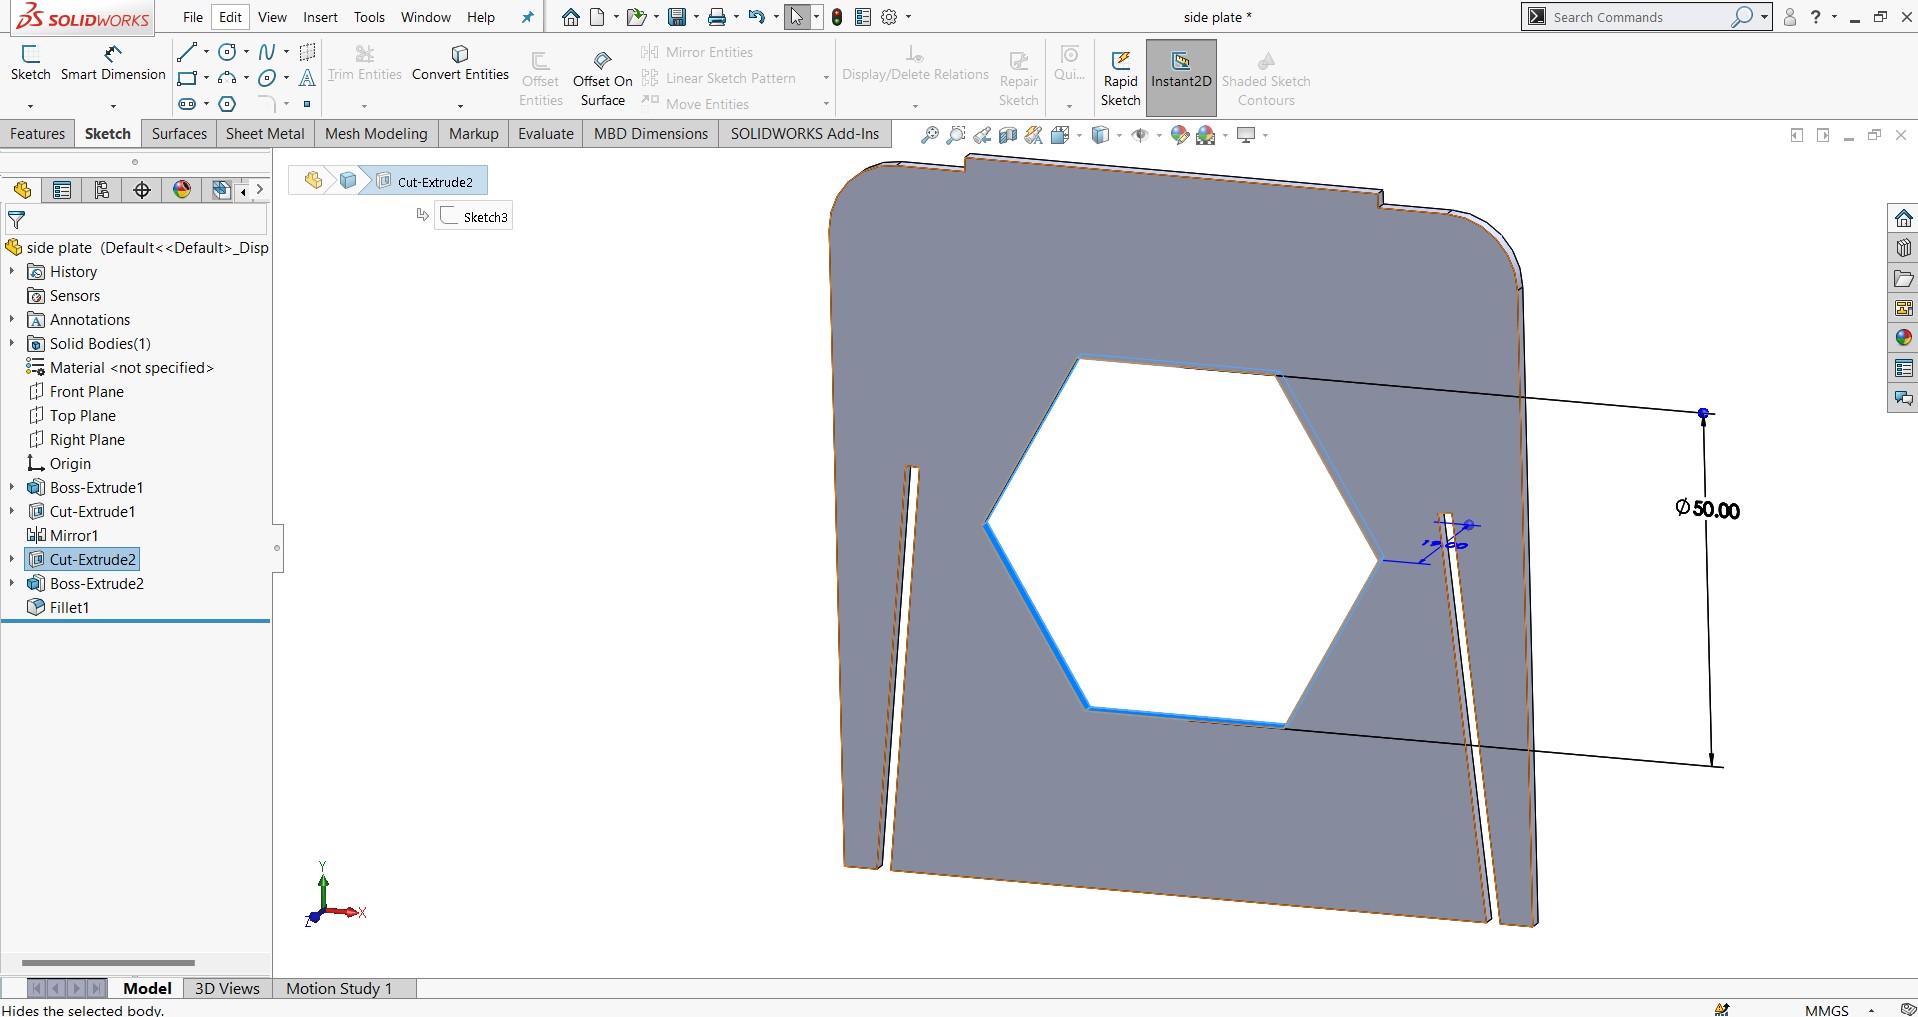 SOLIDWORKS
File Edit View Insert Tools Window Help
side plate *
Search Commands
Sketch
Smart Dimension
Trim Entities
Convert Entities
Offset
Entities
Offset On
Surface
Mirror Entities
Linear Sketch Pattern
Move Entities
Display/Delete Relations
Repair
Sketch
Qui...
Rapid
Sketch
Instant2D
Shaded Sketch
Contours
Features Sketch Surfaces Sheet Metal Mesh Modeling Markup Evaluate MBD Dimensions SOLIDWORKS Add-Ins
Cut-Extrude2
Sketch3
side plate (Default<<Default>_Disp
History
Sensors
Annotations
Solid Bodies(1)
Material <not specified>
Front Plane
Top Plane
Right Plane
Origin
Boss-Extrude1
Cut-Extrude1
Mirror1
Cut-Extrude2
Boss-Extrude2
Fillet1
Ø50.00
Y
X
Z
Model 3D Views Motion Study 1
Hides the selected body.
MMGS